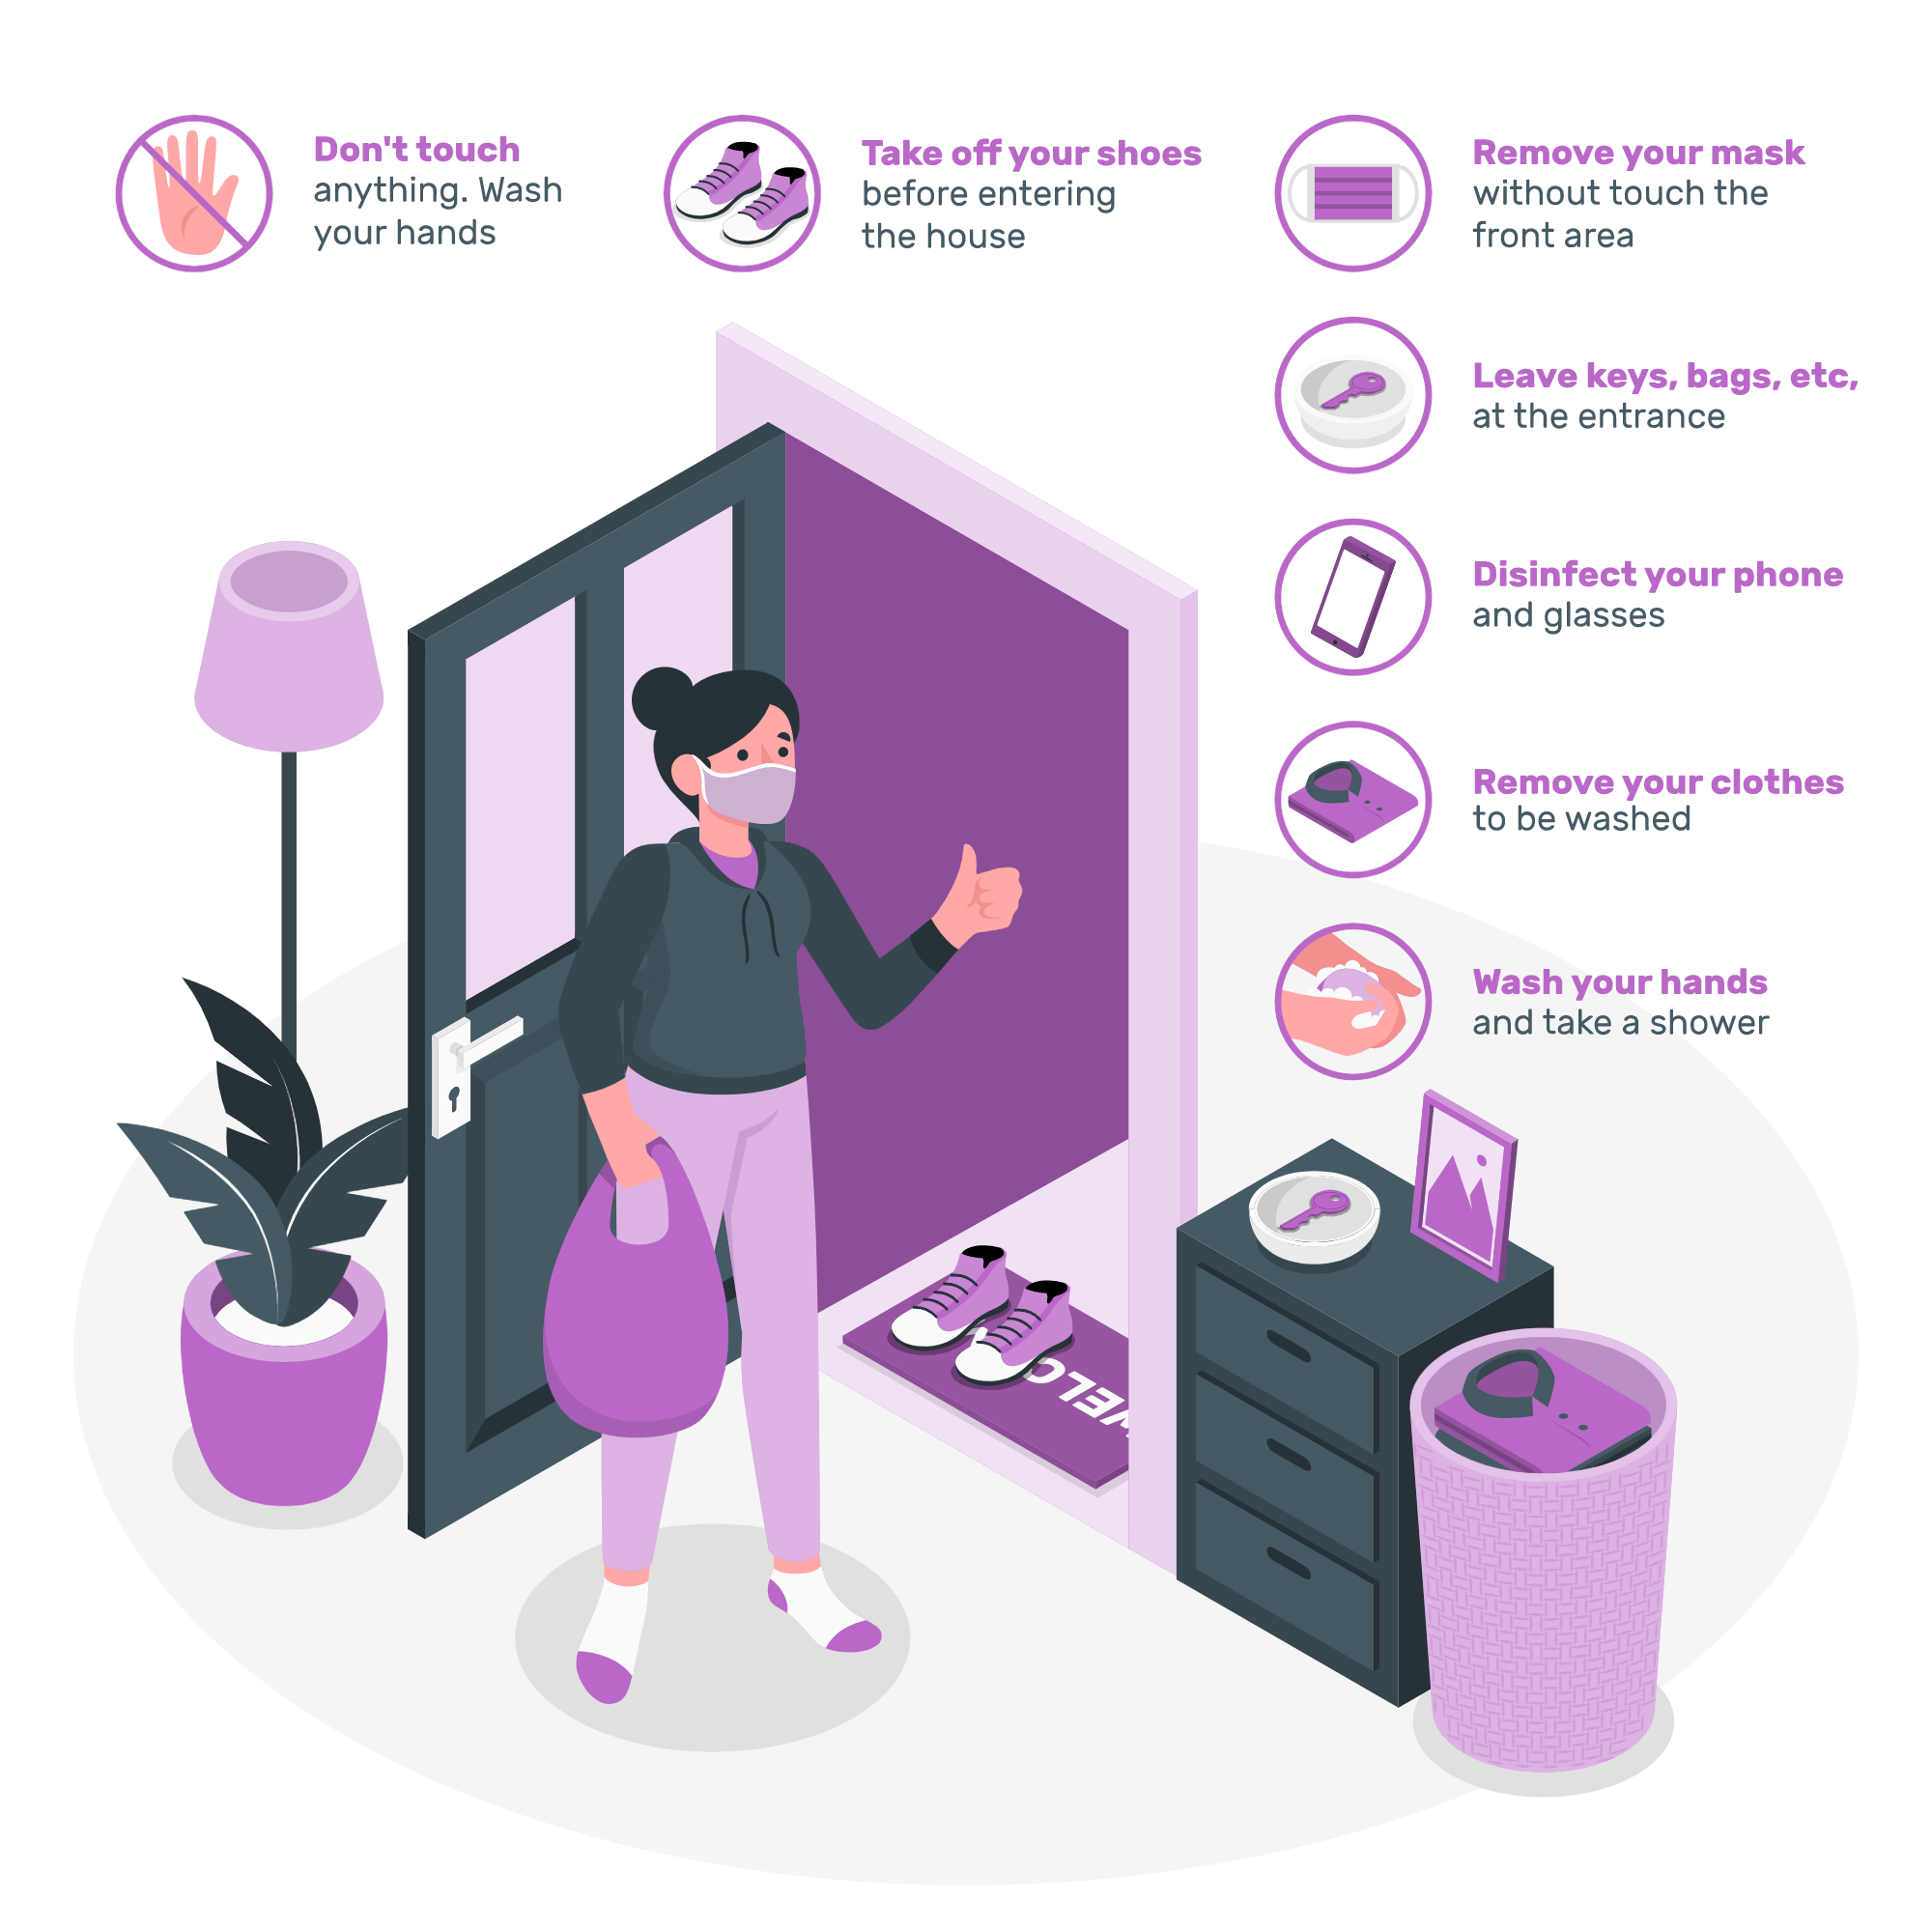 Don't touch
anything. Wash
your hands
Take off your shoes
before entering
the house
Remove your mask
without touch the
front area
Leave keys, bags, etc,
at the entrance
Disinfect your phone
and glasses
Remove your clothes
to be washed
Wash your hands
and take a shower